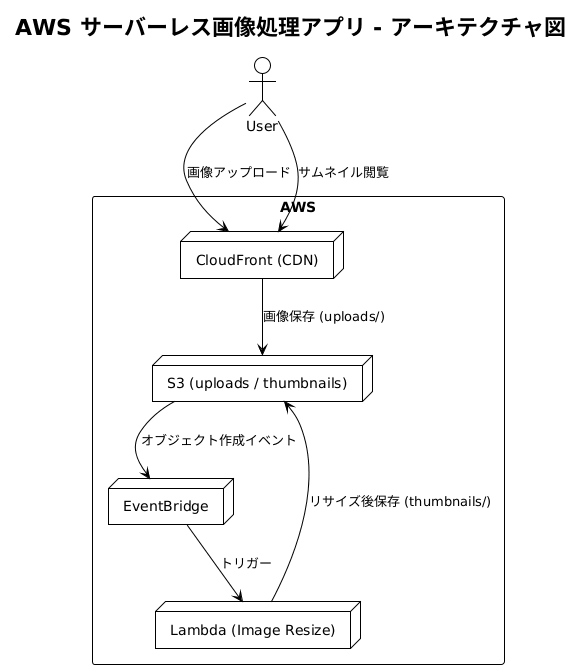 AWS サーバーレス画像処理アプリ - アーキテクチャ図
User
画像アップロード
サムネイル閲覧
AWS
CloudFront (CDN)
画像保存 (uploads/)
S3 (uploads / thumbnails)
オブジェクト作成イベント
EventBridge
リサイズ後保存 (thumbnails/)
トリガー
Lambda (Image Resize)